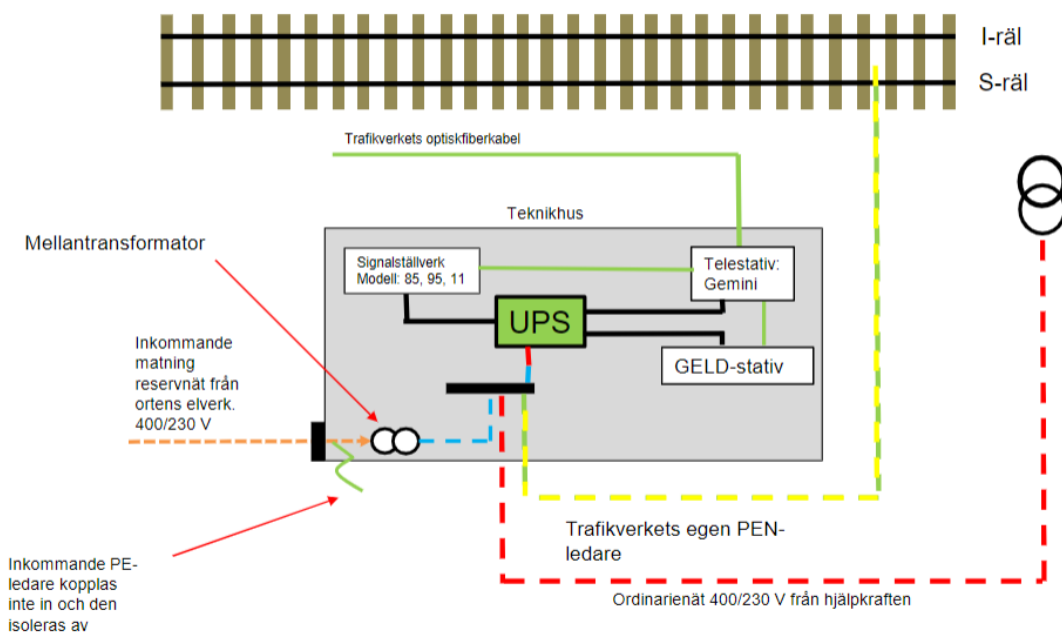 I-räl
S-räl
Trafikverkets optiskfiberkabel
Teknikhus
Mellantransformator
Signalställverk
Modell: 85, 95, 11
Telestativ:
Gemini
UPS
GELD-stativ
Inkommande
matning
reservnät från
ortens elverk.
400/230 V
Trafikverkets egen PEN-
ledare
Inkommande PE-
ledare kopplas
inte in och den
isoleras av
Ordinarienät 400/230 V från hjälpkraften